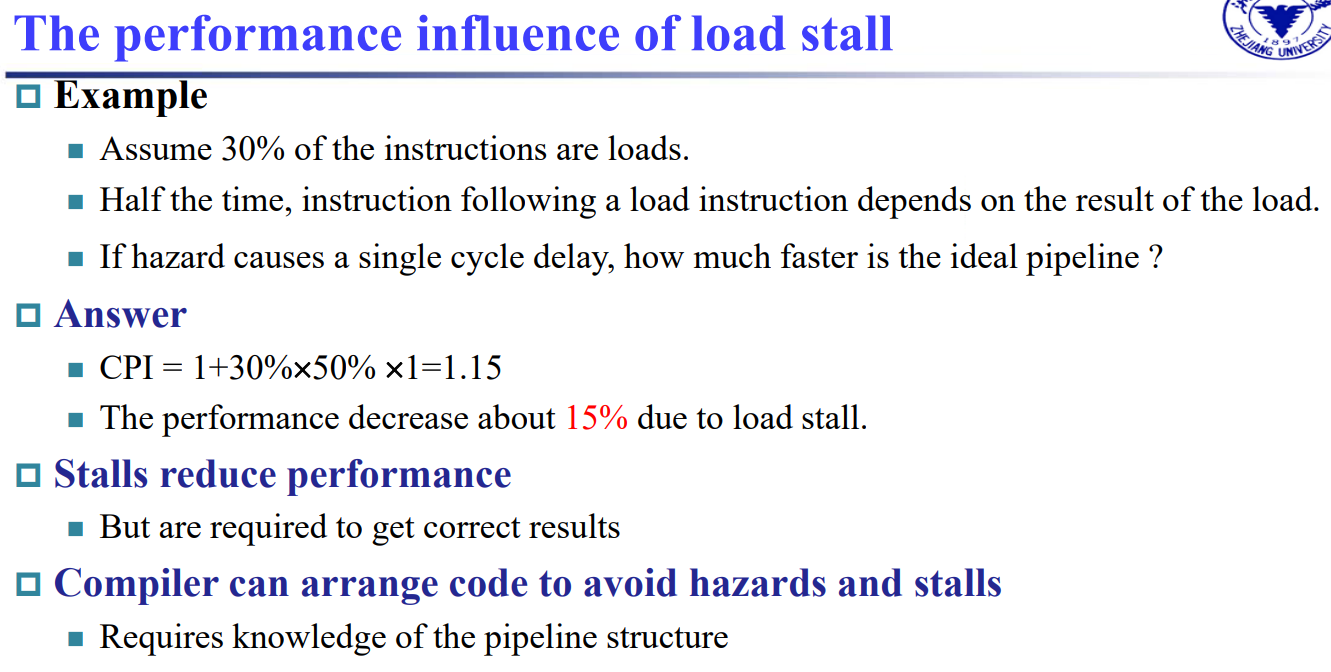 The performance influence of load stall
ZHEJIANG UNIVERSITY
1897
Example
Assume 30% of the instructions are loads.
Half the time, instruction following a load instruction depends on the result of the load.
If hazard causes a single cycle delay, how much faster is the ideal pipeline ?
Answer
CPI = 1+30%×50% ×1=1.15
The performance decrease about 15% due to load stall.
Stalls reduce performance
But are required to get correct results
Compiler can arrange code to avoid hazards and stalls
Requires knowledge of the pipeline structure